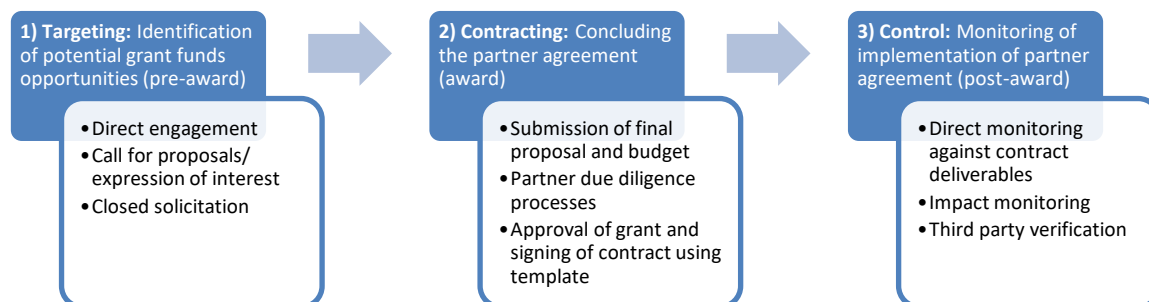 1) Targeting: Identification
of potential grant funds
opportunities (pre-award)
•Direct engagement
•Call for proposals/
expression of interest
•Closed solicitation
2) Contracting: Concluding
the partner agreement
(award)
•Submission of final
proposal and budget
•Partner due diligence
processes
•Approval of grant and
signing of contract using
template
3) Control: Monitoring of
implementation of partner
agreement (post-award)
•Direct monitoring
against contract
deliverables
•Impact monitoring
•Third party verification